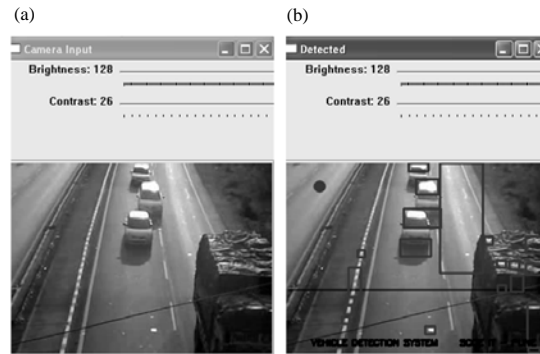 (a)
(b)
Camera Input
Detected
Brightness: 128
Brightness: 128
Contrast: 26
Contrast: 26
VEHICLE DETECTION SYSTEM